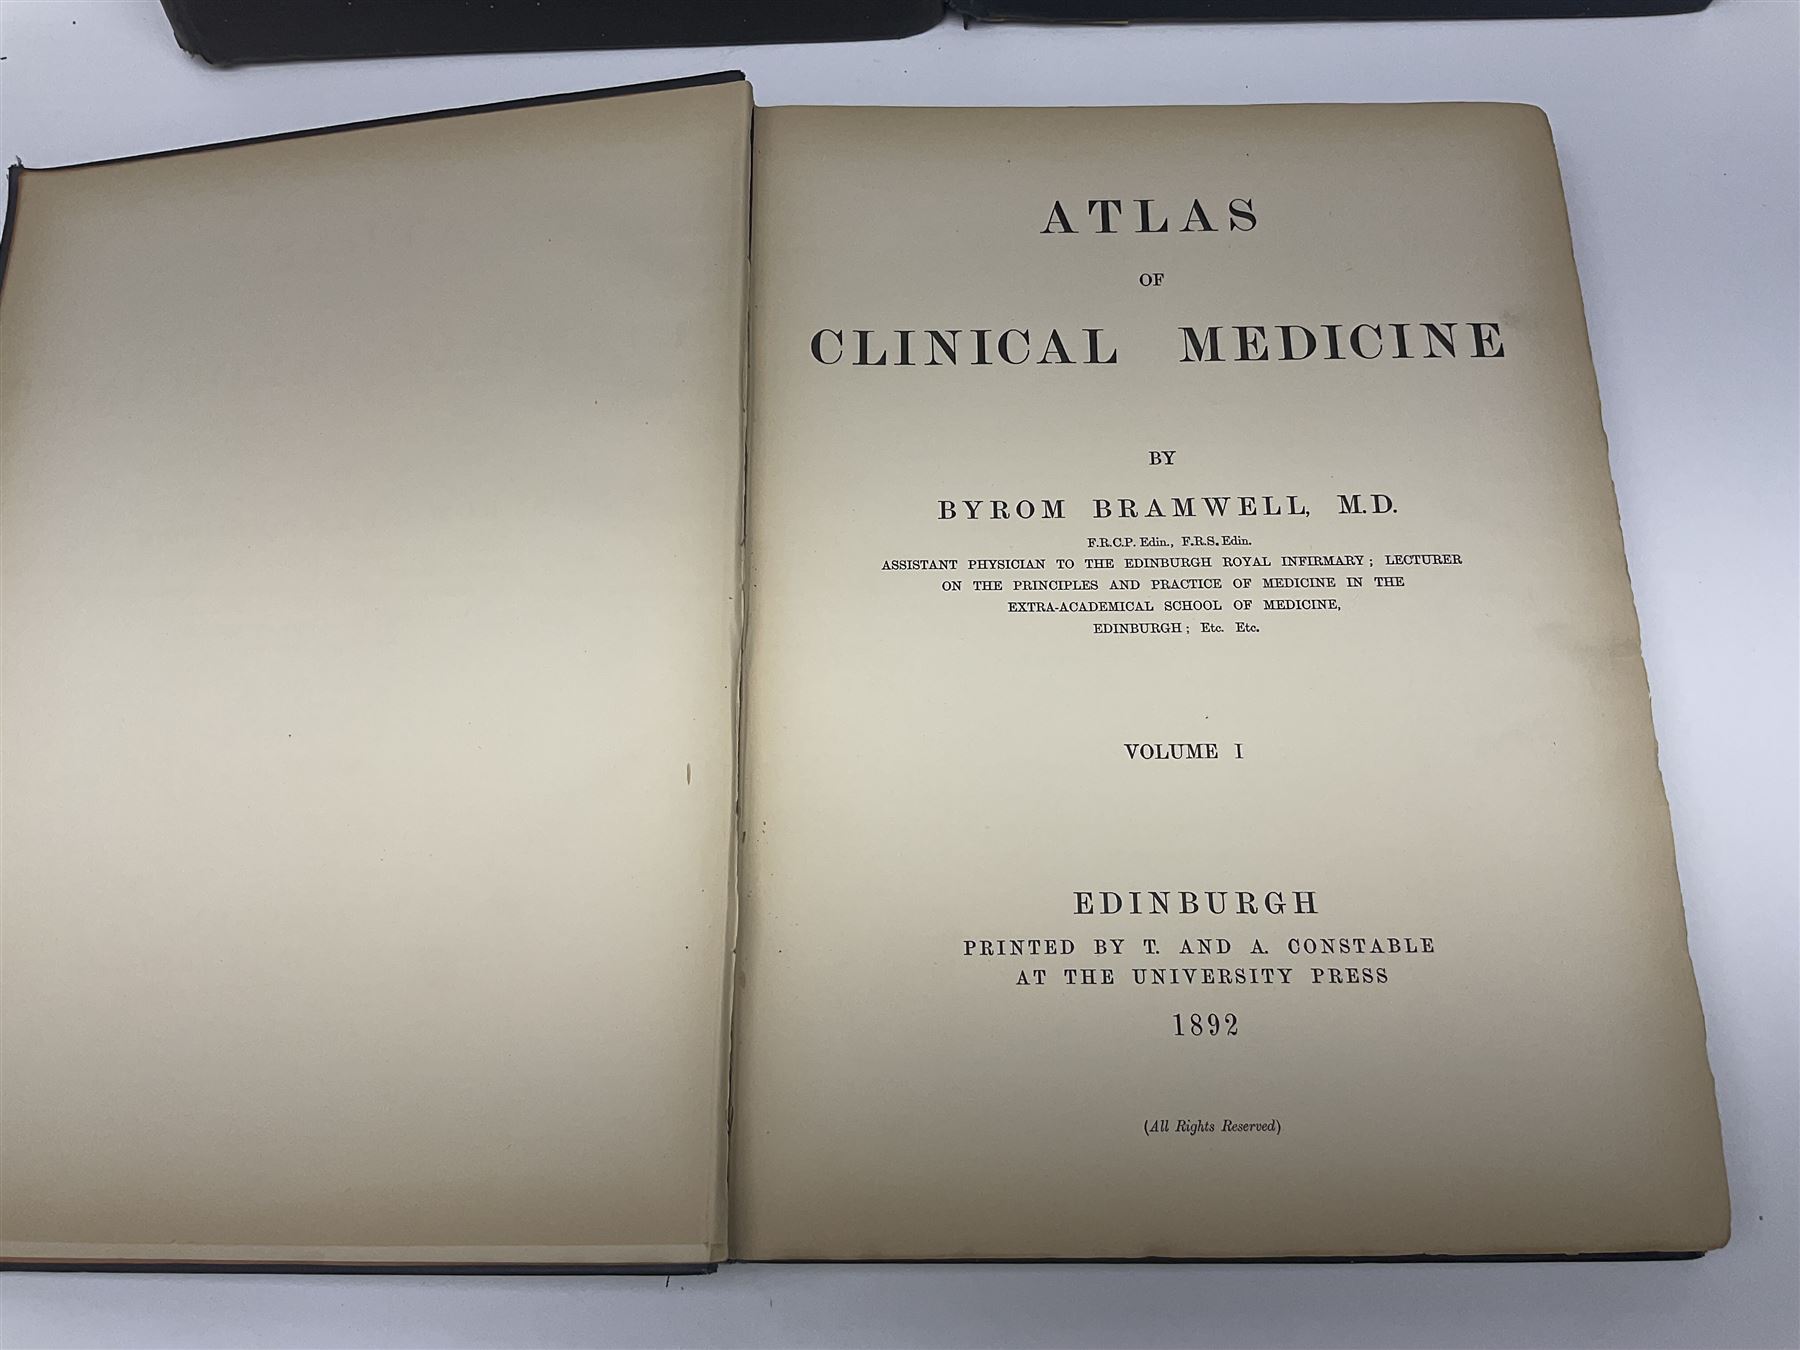 ATLAS
OF
CLINICAL MEDICINE
BY
BYROM BRAMWELL, M.D.
F.R.C.P. Edin., F.R.S. Edin.
ASSISTANT PHYSICIAN TO THE EDINBURGH ROYAL INFIRMARY; LECTURER
ON THE PRINCIPLES AND PRACTICE OF MEDICINE IN THE
EXTRA-ACADEMICAL SCHOOL OF MEDICINE,
EDINBURGH; Etc. Etc.
VOLUME I
EDINBURGH
PRINTED BY T. AND A. CONSTABLE
AT THE UNIVERSITY PRESS
1892
(All Rights Reserved)